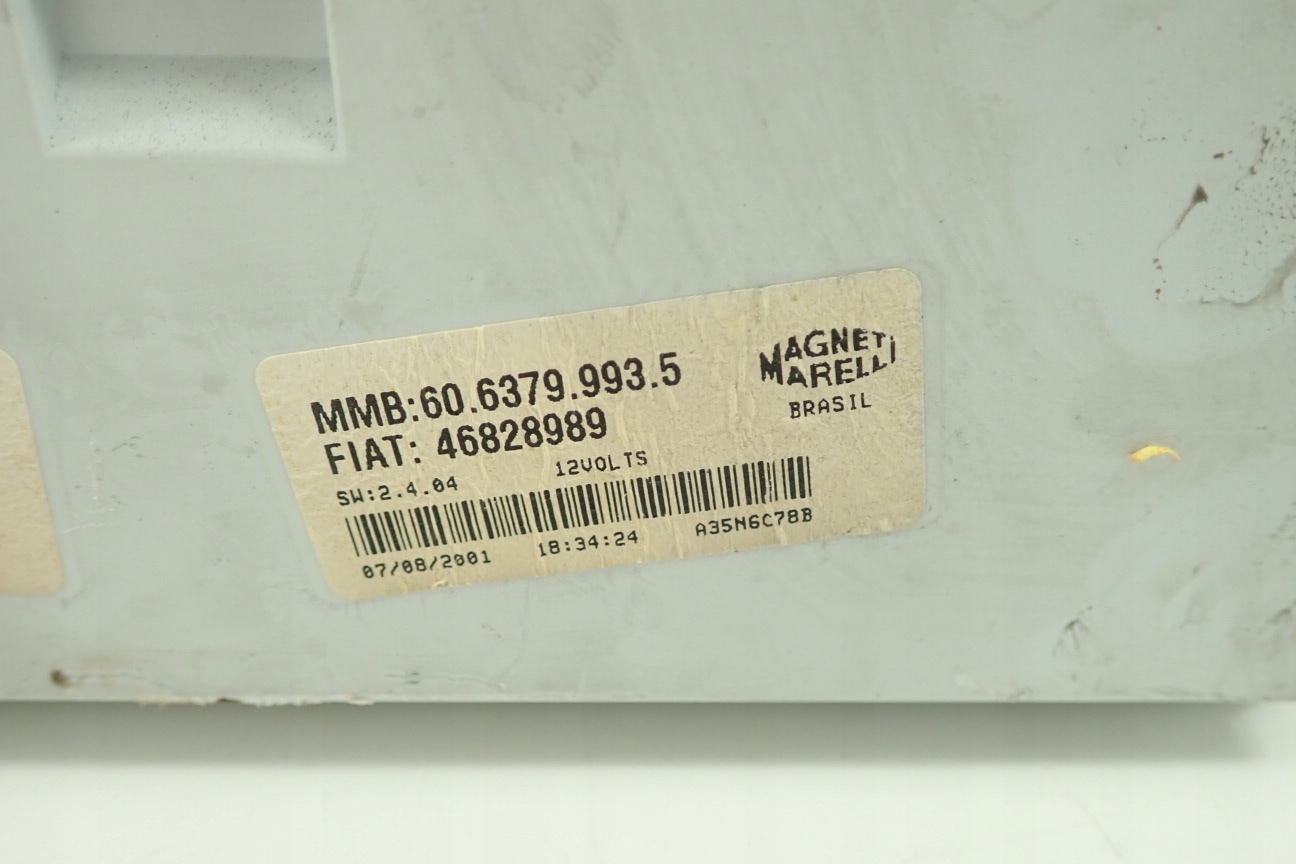 MMB:60.6379.993.5
FIAT: 46828989
MAGNETI
MARELLI
BRASIL
SW:2.4.04
12VOLTS
07/08/2001 18:34:24 A35N6C78B